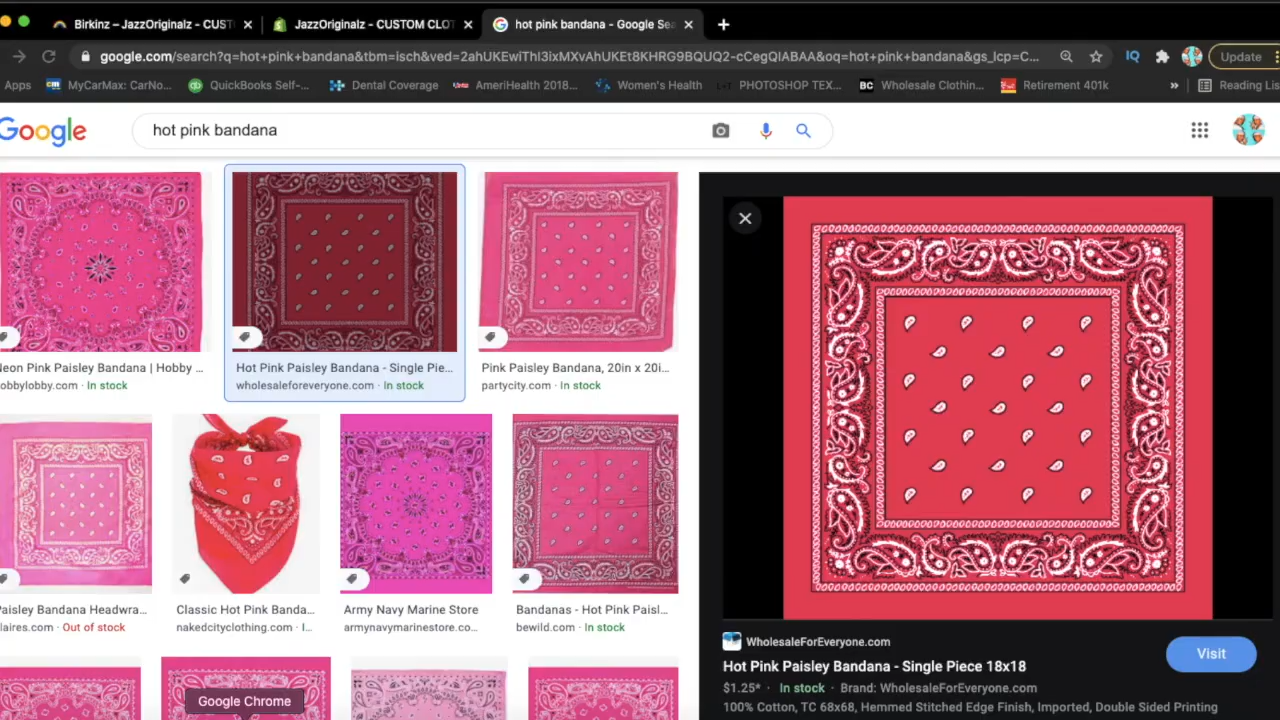 Birkinz – JazzOriginalz - CUST
JazzOriginalz ~ CUSTOM CLOT
hot pink bandana - Google Sea
google.com/search?q=hot+pink+bandana&tbm=isch&ved=2ahUKEwiThI3ixMXvAhUKEt8KHRG9BQUQ2-cCegQIABAA&oq=hot+pink+bandana&gs_lcp=C...
IQ
Update
Apps
MyCarMax: CarNo...
QuickBooks Self-...
Dental Coverage
AmeriHealth 2018...
Women's Health
PHOTOSHOP TEX...
BC Wholesale Clothin...
Retirement 401k
»
Reading Lis
Google
hot pink bandana
Neon Pink Paisley Bandana | Hobby ...
obbylobby.com · In stock
Hot Pink Paisley Bandana - Single Pie...
wholesaleforeveryone.com · In stock
Pink Paisley Bandana, 20in x 20i...
partycity.com · In stock
Paisley Bandana Headwra...
laires.com · Out of stock
Classic Hot Pink Banda...
nakedcityclothing.com · I...
Army Navy Marine Store
armynavymarinestore.co...
Bandanas - Hot Pink Paisl...
bewild.com · In stock
Google Chrome
WholesaleForEveryone.com
Visit
Hot Pink Paisley Bandana - Single Piece 18x18
$1.25* · In stock · Brand: WholesaleForEveryone.com
100% Cotton, TC 68x68, Hemmed Stitched Edge Finish, Imported, Double Sided Printing